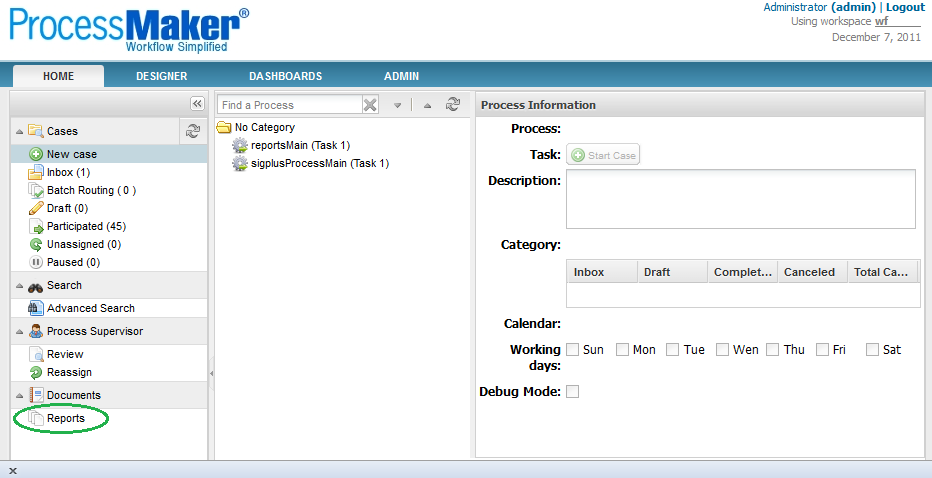 ProcessMaker®
Workflow Simplified
Administrator (admin) | Logout
Using workspace wf
December 7, 2011
HOME DESIGNER DASHBOARDS ADMIN
Cases
New case
Inbox (1)
Batch Routing ( 0 )
Draft (0)
Participated (45)
Unassigned (0)
Paused (0)
Search
Advanced Search
Process Supervisor
Review
Reassign
Documents
Reports
Find a Process
No Category
reportsMain (Task 1)
sigplusProcessMain (Task 1)
Process Information
Process:
Task: Start Case
Description:
Category:
Inbox Draft Complet... Canceled Total Ca...
Calendar:
Working days: Sun Mon Tue Wen Thu Fri Sat
Debug Mode:
x